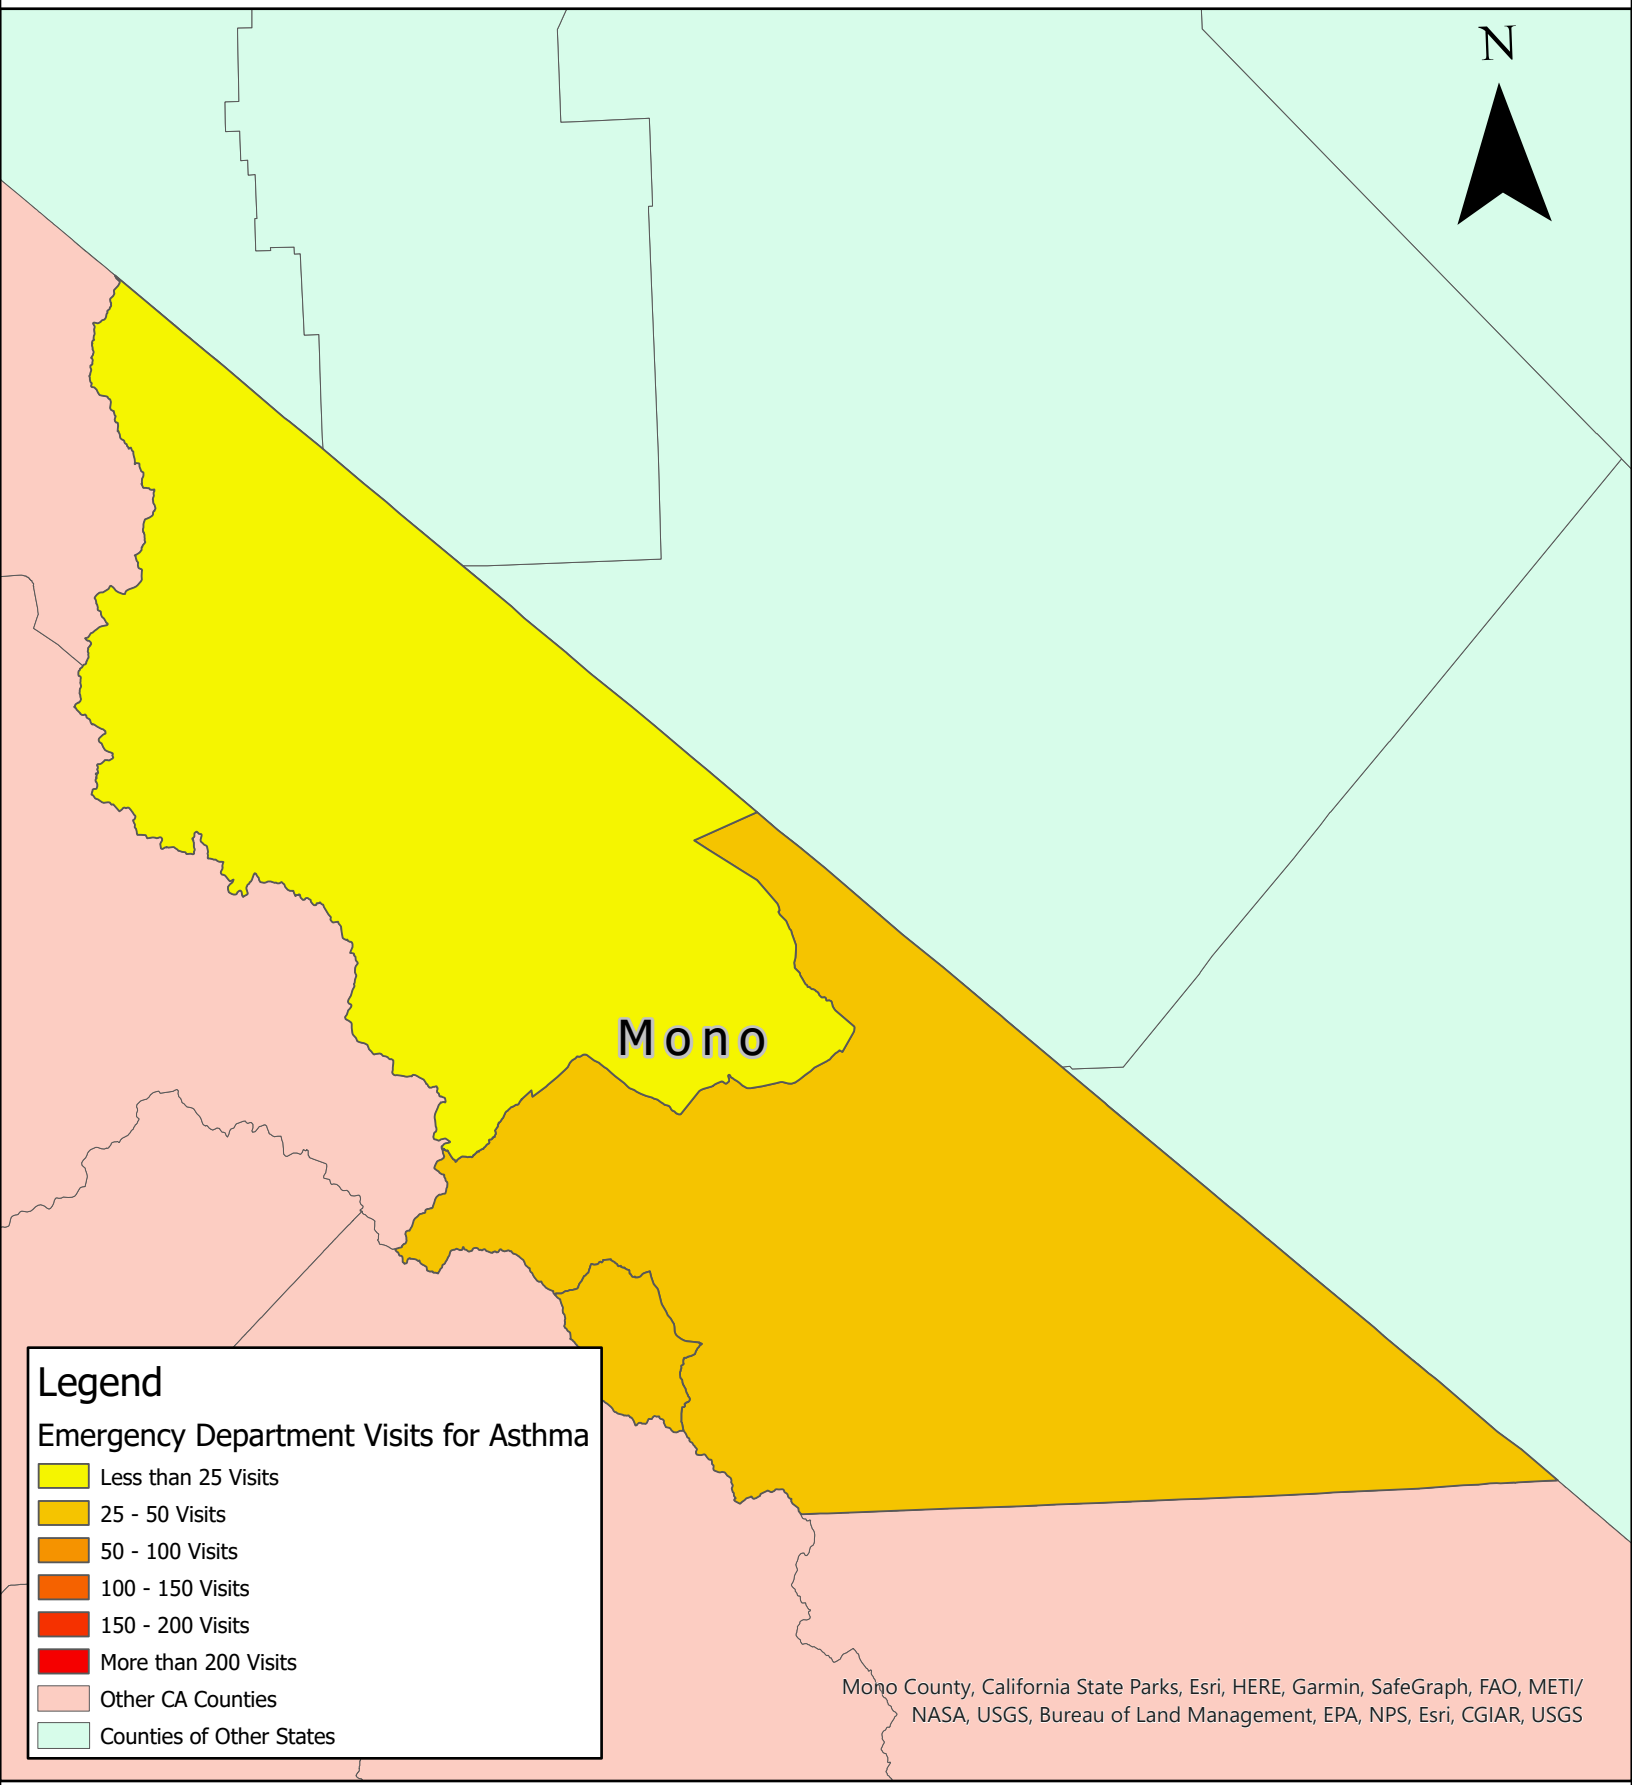 N
Mono
Legend
Emergency Department Visits for Asthma
Less than 25 Visits
25 - 50 Visits
50 - 100 Visits
100 - 150 Visits
150 - 200 Visits
More than 200 Visits
Other CA Counties
Counties of Other States
Mono County, California State Parks, Esri, HERE, Garmin, SafeGraph, FAO, METI/
NASA, USGS, Bureau of Land Management, EPA, NPS, Esri, CGIAR, USGS